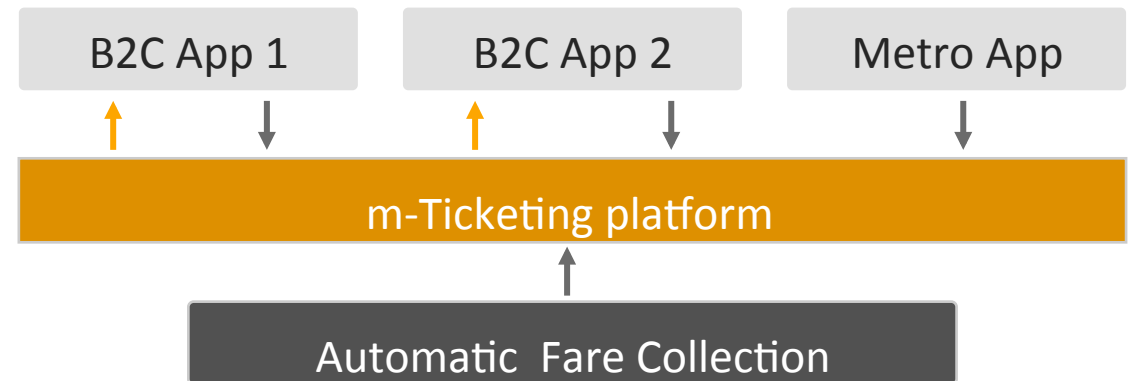 B2C App 1
B2C App 2
Metro App
m-Ticketing platform
Automatic  Fare Collection